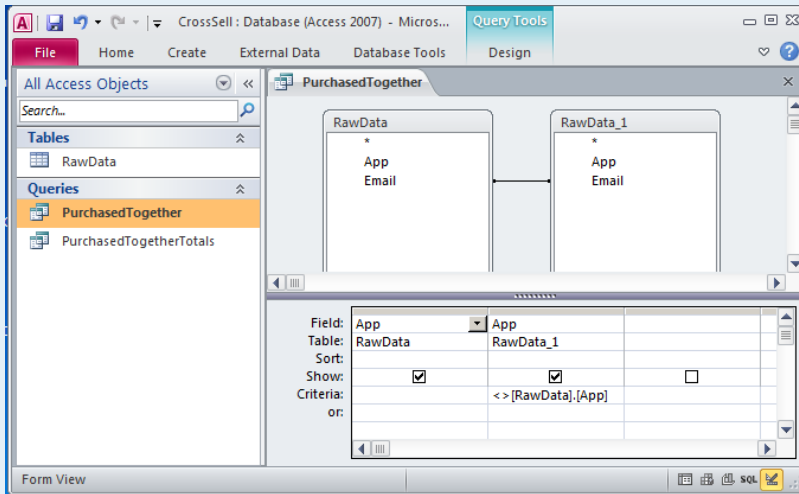 A CrossSell : Database (Access 2007) - Micros... Query Tools
File Home Create External Data Database Tools Design
All Access Objects
Search...
Tables
RawData
Queries
PurchasedTogether
PurchasedTogetherTotals
PurchasedTogether
RawData
*
App
Email
RawData_1
*
App
Email
Field: App App
Table: RawData RawData_1
Sort:
Show:
Criteria: <>[RawData].[App]
or:
Form View SQL